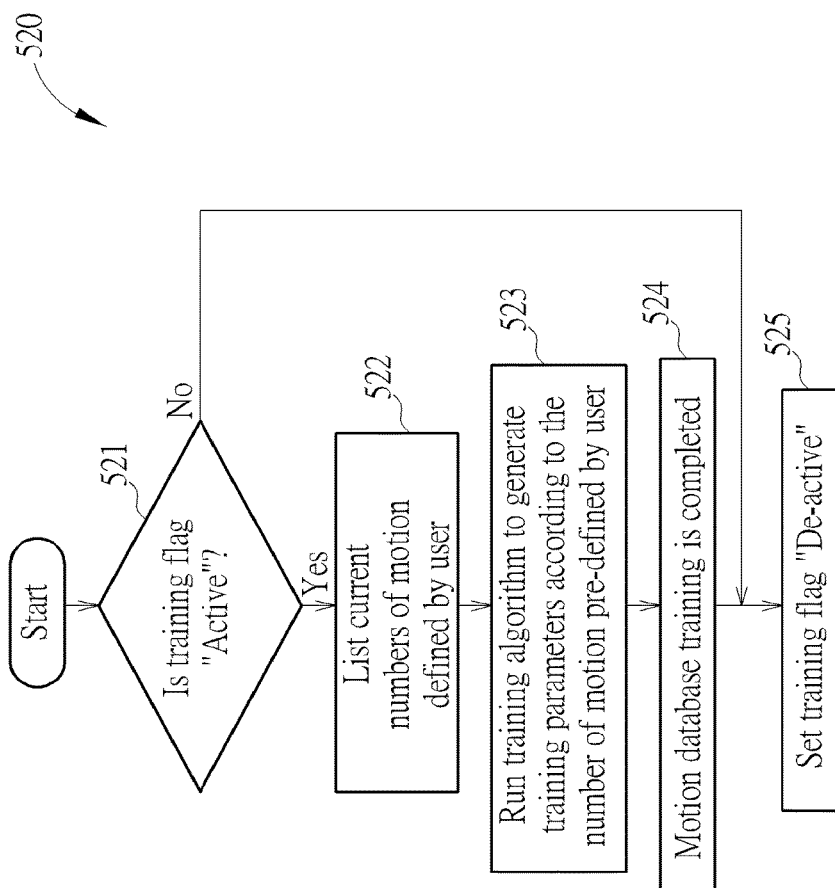 520
Start
521
Is training flag
"Active"?
No
Yes
522
List current
numbers of motion
defined by user
523
Run training algorithm to generate
training parameters according to the
number of motion pre-defined by user
524
Motion database training is completed
525
Set training flag "De-active"